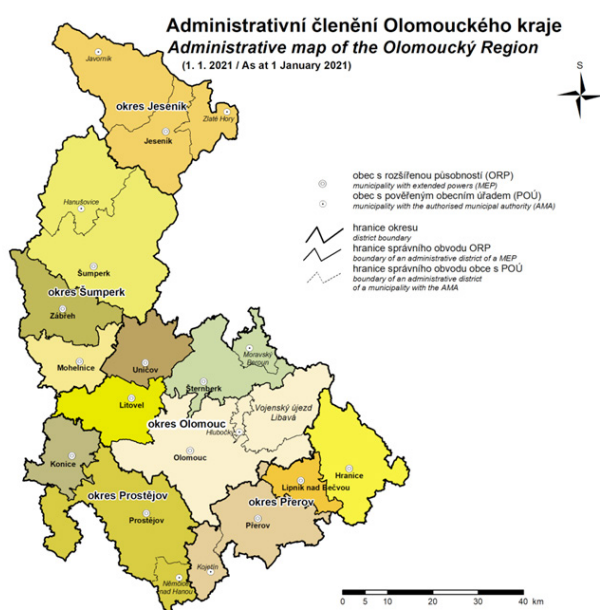 Administrativní členění Olomouckého kraje
Administrative map of the Olomoucký Region
(1. 1. 2021 / As at 1 January 2021)
S
obec s rozšířenou působností (ORP)
municipality with extended powers (MEP)
obec s pověřeným obecním úřadem (POÚ)
municipality with the authorised municipal authority (AMA)
hranice okresu
district boundary
hranice správního obvodu ORP
boundary of an administrative district of a MEP
hranice správního obvodu obce s POÚ
boundary of an administrative district
of a municipality with the AMA
Javorník
okres Jeseník
Zlaté Hory
Jeseník
Hanušovice
Šumperk
okres Šumperk
Zábřeh
Mohelnice
Uničov
Moravský
Beroun
Šternberk
Litovel
Vojenský újezd
Libavá
okres Olomouc
Hlubočky
Olomouc
Konice
Hranice
okres Prostějov
okres Přerov
Lipník nad Bečvou
Prostějov
Přerov
Kojetín
Němčice
nad Hanou
0 5 10 20 30 40
km